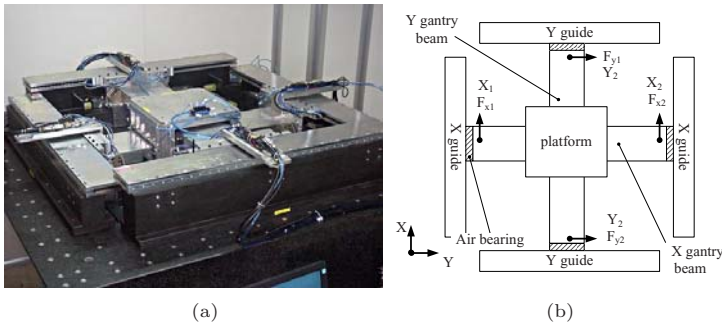 Y gantry
beam
Y guide
F_y1
Y_2
X_1
F_x1
X_2
F_x2
X guide
platform
X guide
Y_2
F_y2
Air bearing
X
Y
Y guide
X gantry
beam
(a)
(b)